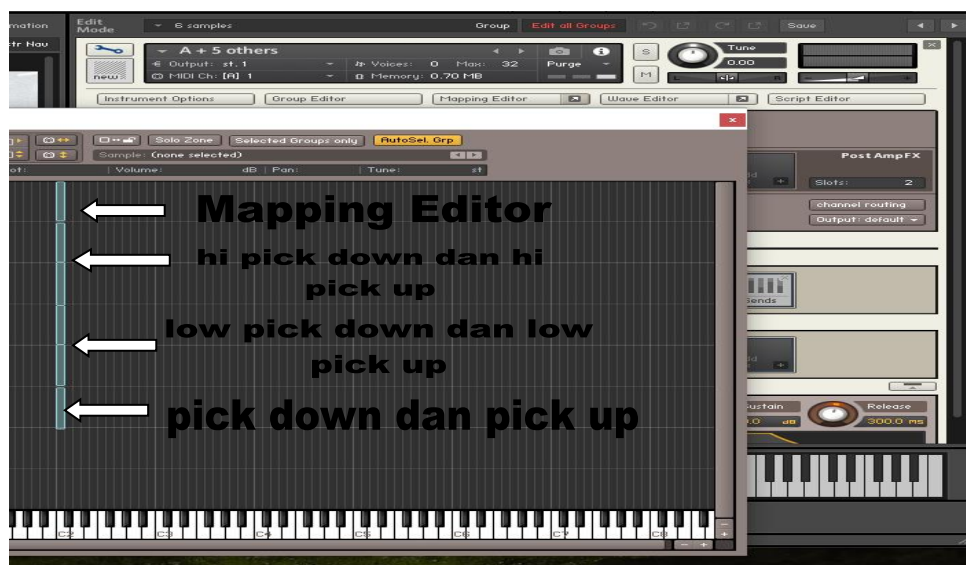 mation
Edit Mode
6 samples
Group
Edit all Groups
Save
str Nav
A + 5 others
Output: st. 1
Voices: 0 Max: 32
Purge
MIDI Ch: [A] 1
Memory: 0.70 MB
new:
S
M
Tune
0.00
L
R
Instrument Options
Group Editor
Mapping Editor
Wave Editor
Script Editor
Solo Zone
Selected Groups only
AutoSel. Grp
Sample: (none selected)
ot:
Volume: dB
Pan:
Tune: st
Post AmpFX
Slots: 2
channel routing
Output: default
Mapping Editor
hi pick down dan hi
pick up
low pick down dan low
pick up
pick down dan pick up
Sends
Sustain
Release
300.0 ms
C2 C3 C4 C5 C6 C7 C8